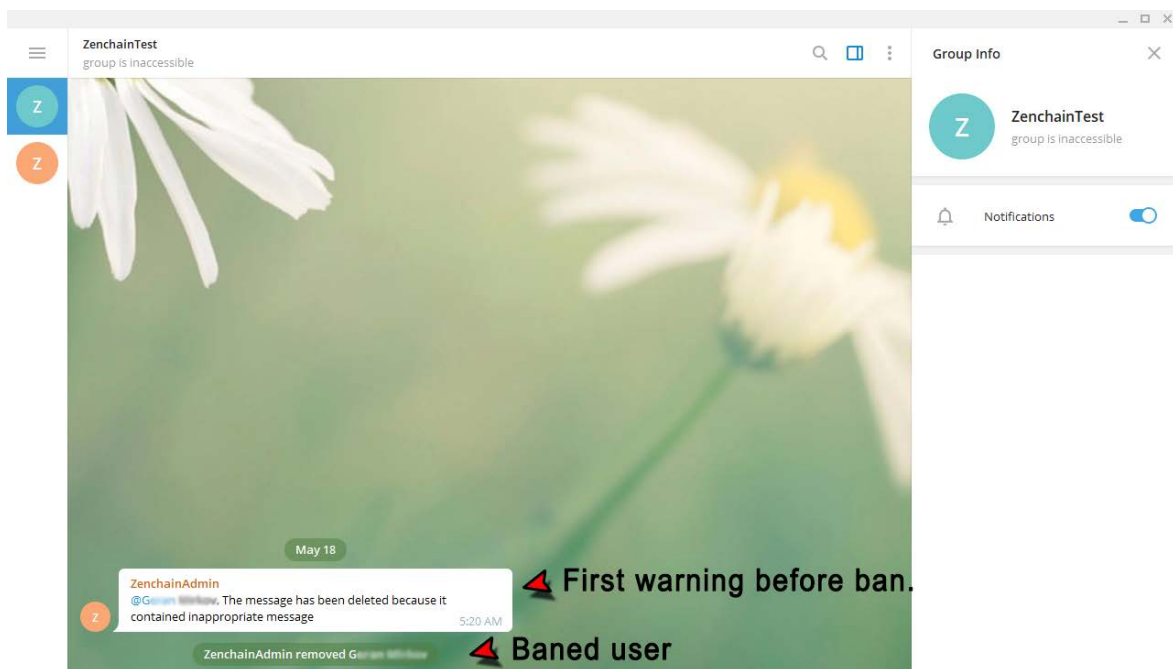 ZenchainTest
group is inaccessible
Group Info
Z
Z
Z
ZenchainTest
group is inaccessible
Notifications
May 18
ZenchainAdmin
The message has been deleted because it
contained inappropriate message
5:20 AM
Z
First warning before ban.
ZenchainAdmin removed
Baned user